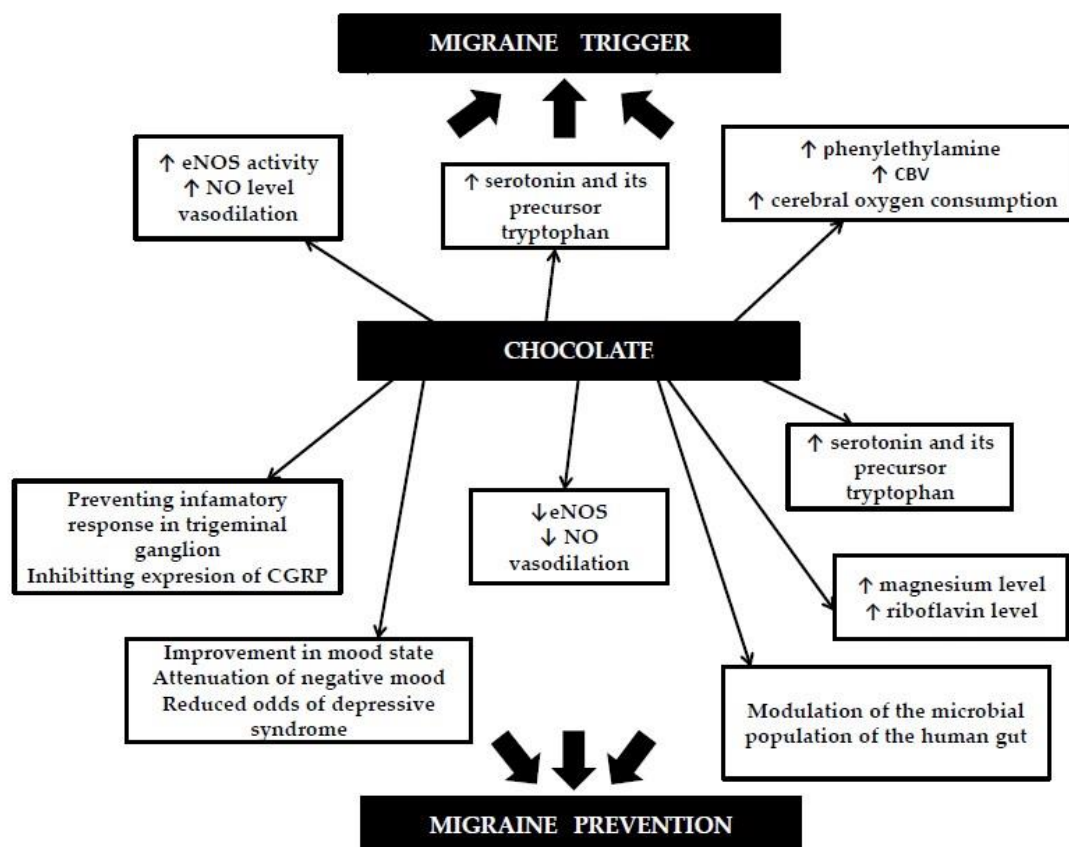 MIGRAINE TRIGGER
↑ eNOS activity
↑ NO level
vasodilation
↑ serotonin and its
precursor
tryptophan
↑ phenylethylamine
↑ CBV
↑ cerebral oxygen consumption
CHOCOLATE
Preventing infamatory
response in trigeminal
ganglion
Inhibitting expresion of CGRP
↓eNOS
↓ NO
vasodilation
↑ serotonin and its
precursor
tryptophan
↑ magnesium level
↑ riboflavin level
Improvement in mood state
Attenuation of negative mood
Reduced odds of depressive
syndrome
Modulation of the microbial
population of the human gut
MIGRAINE PREVENTION